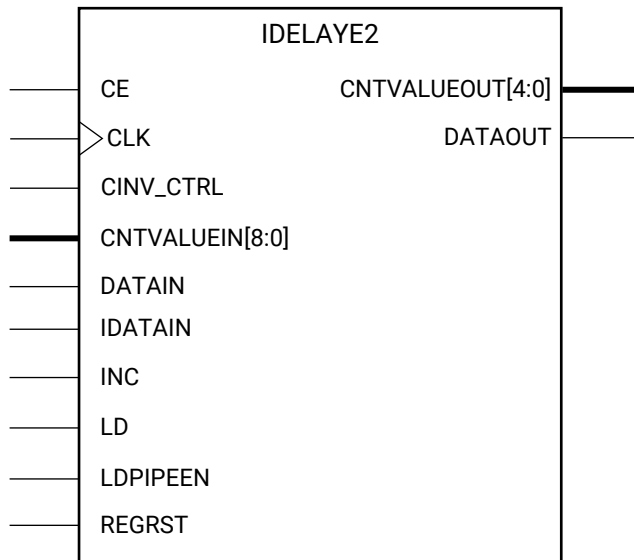 IDELAYE2
CE
CNTVALUEOUT[4:0]
CLK
DATAOUT
CINV_CTRL
CNTVALUEIN[8:0]
DATAIN
IDATAIN
INC
LD
LDPIPEEN
REGRST